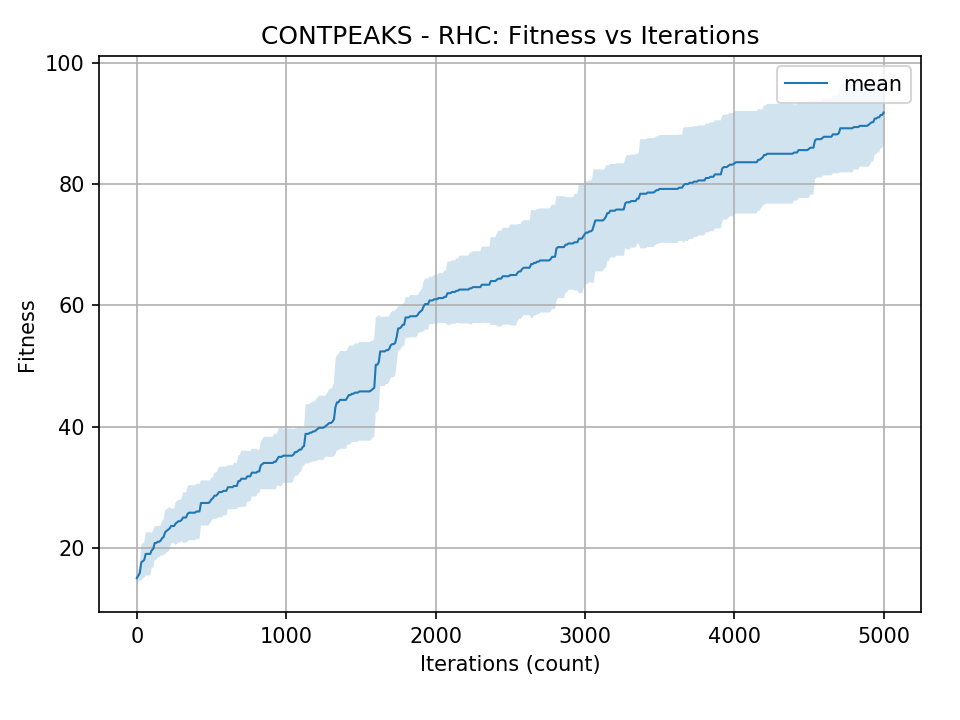 CONTPEAKS - RHC: Fitness vs Iterations
mean
Fitness
100
80
60
40
20
0 1000 2000 3000 4000 5000
Iterations (count)